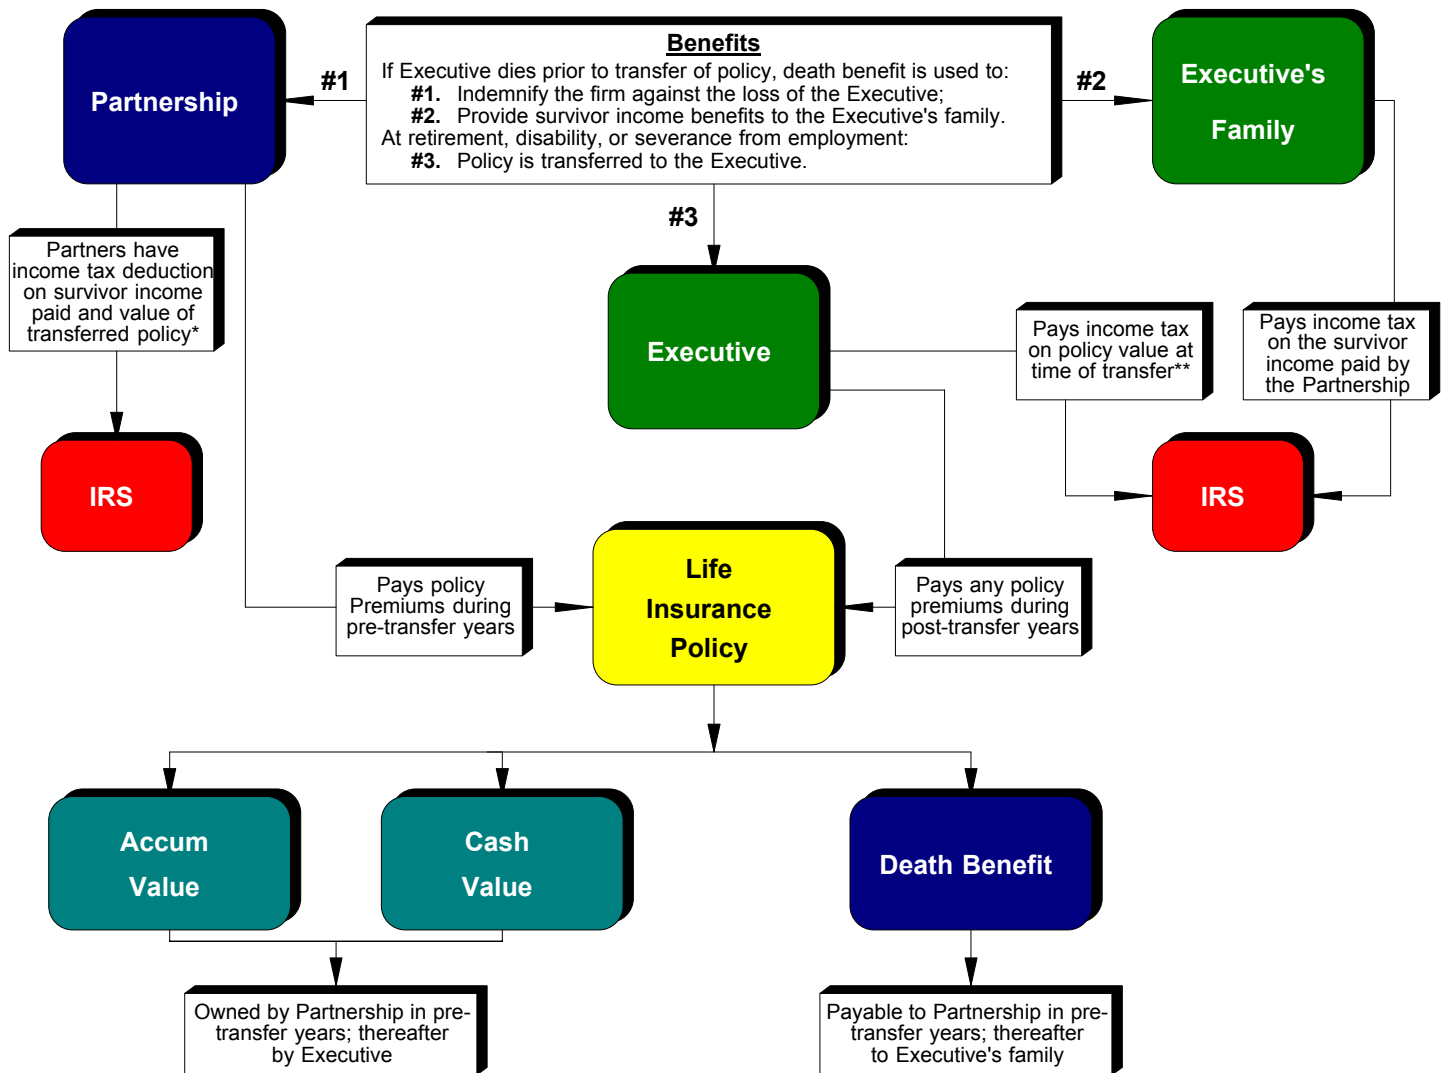 Benefits
If Executive dies prior to transfer of policy, death benefit is used to:
#1. Indemnify the firm against the loss of the Executive;
#2. Provide survivor income benefits to the Executive's family.
At retirement, disability, or severance from employment:
#3. Policy is transferred to the Executive.
Partnership
#1
#2
Executive's
Family
#3
Partners have
income tax deduction
on survivor income
paid and value of
transferred policy*
Executive
Pays income tax
on policy value at
time of transfer**
Pays income tax
on the survivor
income paid by
the Partnership
IRS
IRS
Pays policy
Premiums during
pre-transfer years
Life
Insurance
Policy
Pays any policy
premiums during
post-transfer years
Accum
Value
Cash
Value
Death Benefit
Owned by Partnership in pre-
transfer years; thereafter
by Executive
Payable to Partnership in pre-
transfer years; thereafter
to Executive's family